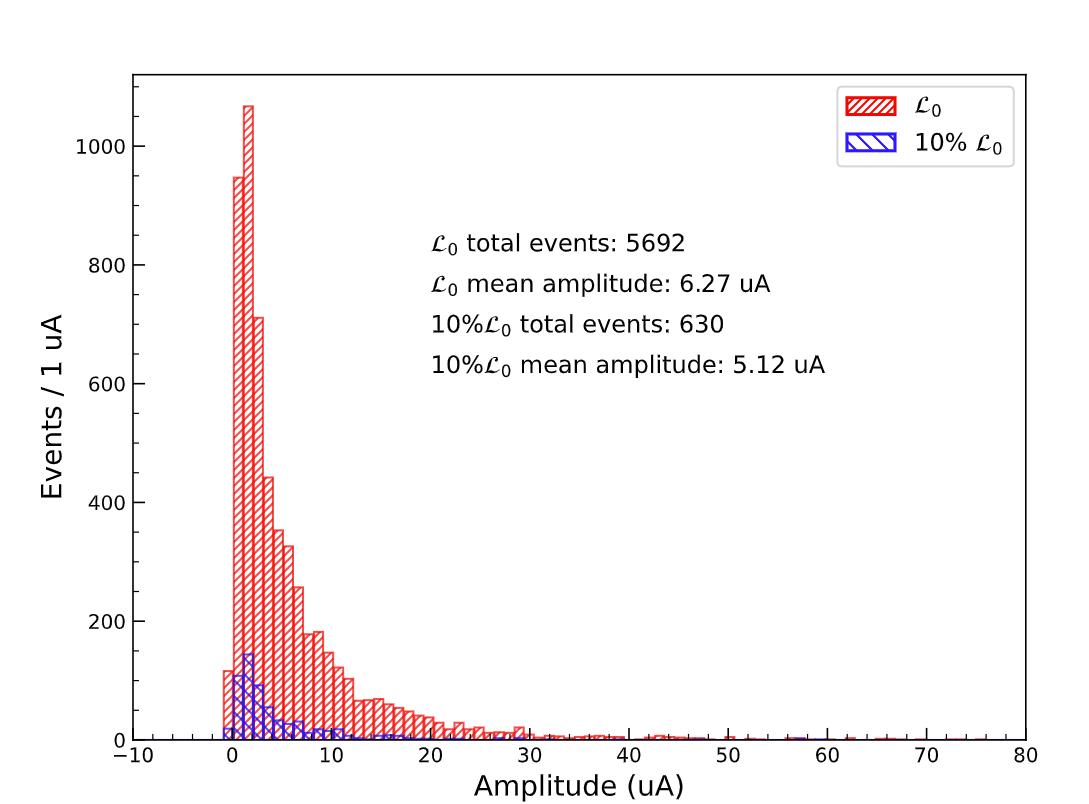 ℒ₀
10% ℒ₀
ℒ₀ total events: 5692
ℒ₀ mean amplitude: 6.27 uA
10%ℒ₀ total events: 630
10%ℒ₀ mean amplitude: 5.12 uA
Events / 1 uA
1000
800
600
400
200
0
−10 0 10 20 30 40 50 60 70 80
Amplitude (uA)